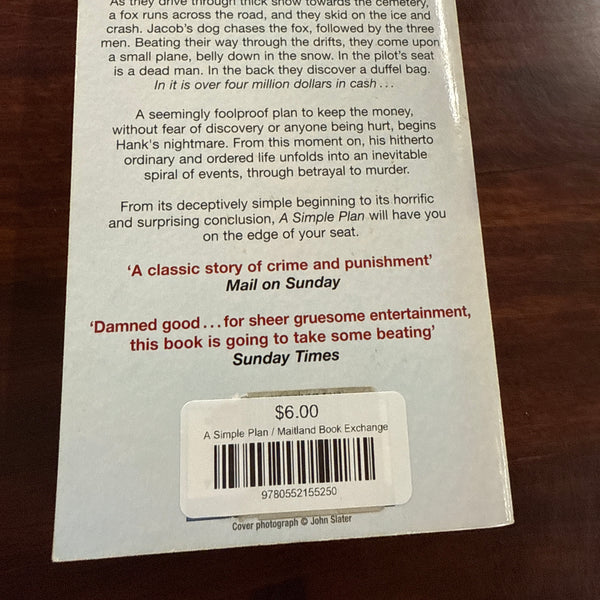 As they drive through thick snow towards the cemetery,
a fox runs across the road, and they skid on the ice and
crash. Jacob's dog chases the fox, followed by the three
men. Beating their way through the drifts, they come upon
a small plane, belly down in the snow. In the pilot's seat
is a dead man. In the back they discover a duffel bag.
In it is over four million dollars in cash...
A seemingly foolproof plan to keep the money,
without fear of discovery or anyone being hurt, begins
Hank's nightmare. From this moment on, his hitherto
ordinary and ordered life unfolds into an inevitable
spiral of events, through betrayal to murder.
From its deceptively simple beginning to its horrific
and surprising conclusion, A Simple Plan will have you
on the edge of your seat.
‘A classic story of crime and punishment’
Mail on Sunday
‘Damned good...for sheer gruesome entertainment,
this book is going to take some beating’
Sunday Times
$6.00
A Simple Plan / Maitland Book Exchange
9780552155250
Cover photograph © John Slater